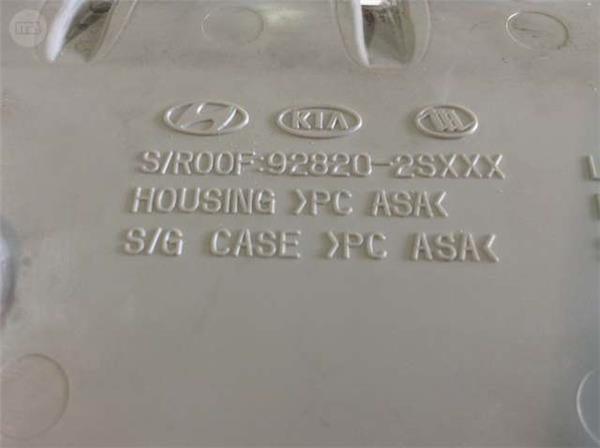 KIA
S/ROOF:92820-2SXXX
HOUSING >PC ASA<
S/G CASE >PC ASA<
L